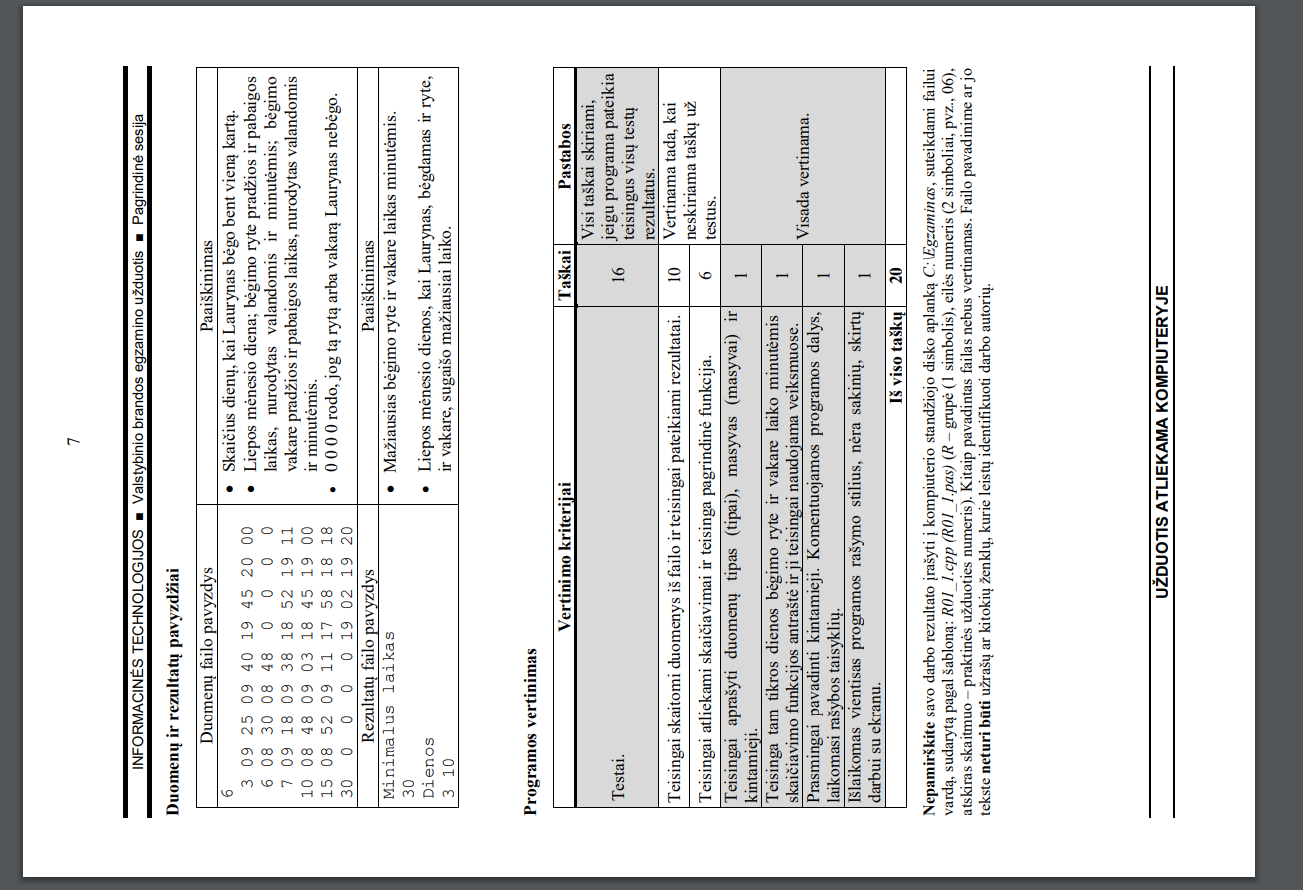 7
INFORMACINĖS TECHNOLOGIJOS ■ Valstybinio brandos egzamino užduotis ■ Pagrindinė sesija
Duomenų ir rezultatų pavyzdžiai
Duomenų failo pavyzdys
Paaiškinimas
6
3 09 25 09 40 19 45 20 00
6 08 30 08 48 0 0 0 0
7 09 18 09 38 18 52 19 11
10 08 48 09 03 18 45 19 00
15 08 52 09 11 17 58 18 18
30 0 0 0 0 19 02 19 20
• Skaičius dienų, kai Laurynas bėgo bent vieną kartą.
• Liepos mėnesio diena; bėgimo ryte pradžios ir pabaigos
laikas, nurodytas valandomis ir minutėmis; bėgimo
vakare pradžios ir pabaigos laikas, nurodytas valandomis
ir minutėmis.
• 0 0 0 0 rodo, jog tą rytą arba vakarą Laurynas nebėgo.
Rezultatų failo pavyzdys
Paaiškinimas
Minimalus laikas
30
Dienos
3 10
• Mažiausias bėgimo ryte ir vakare laikas minutėmis.
• Liepos mėnesio dienos, kai Laurynas, bėgdamas ir ryte,
ir vakare, sugaišo mažiausiai laiko.
Programos vertinimas
Vertinimo kriterijai
Taškai
Pastabos
Testai.
16
Visi taškai skiriami,
jeigu programa pateikia
teisingus visų testų
rezultatus.
Teisingai skaitomi duomenys iš failo ir teisingai pateikiami rezultatai.
10
Vertinama tada, kai
neskiriama taškų už
testus.
Teisingai atliekami skaičiavimai ir teisinga pagrindinė funkcija.
6
Teisingai aprašyti duomenų tipas (tipai), masyvas (masyvai) ir
kintamieji.
1
Visada vertinama.
Teisinga tam tikros dienos bėgimo ryte ir vakare laiko minutėmis
skaičiavimo funkcijos antraštė ir ji teisingai naudojama veiksmuose.
1
Prasmingai pavadinti kintamieji. Komentuojamos programos dalys,
laikomasi rašybos taisyklių.
1
Išlaikomas vientisas programos rašymo stilius, nėra sakinių, skirtų
darbui su ekranu.
1
Iš viso taškų
20
Nepamirškite savo darbo rezultato įrašyti į kompiuterio standžiojo disko aplanką C:\Egzaminas, suteikdami failui
vardą, sudarytą pagal šabloną: R01_1.cpp (R01_1.pas) (R – grupė (1 simbolis), eilės numeris (2 simboliai, pvz., 06),
atskiras skaitmuo – praktinės užduoties numeris). Kitaip pavadintas failas nebus vertinamas. Failo pavadinime ar jo
tekste neturi būti užrašų ar kitokių ženklų, kurie leistų identifikuoti darbo autorių.
UŽDUOTIS ATLIEKAMA KOMPIUTERYJE